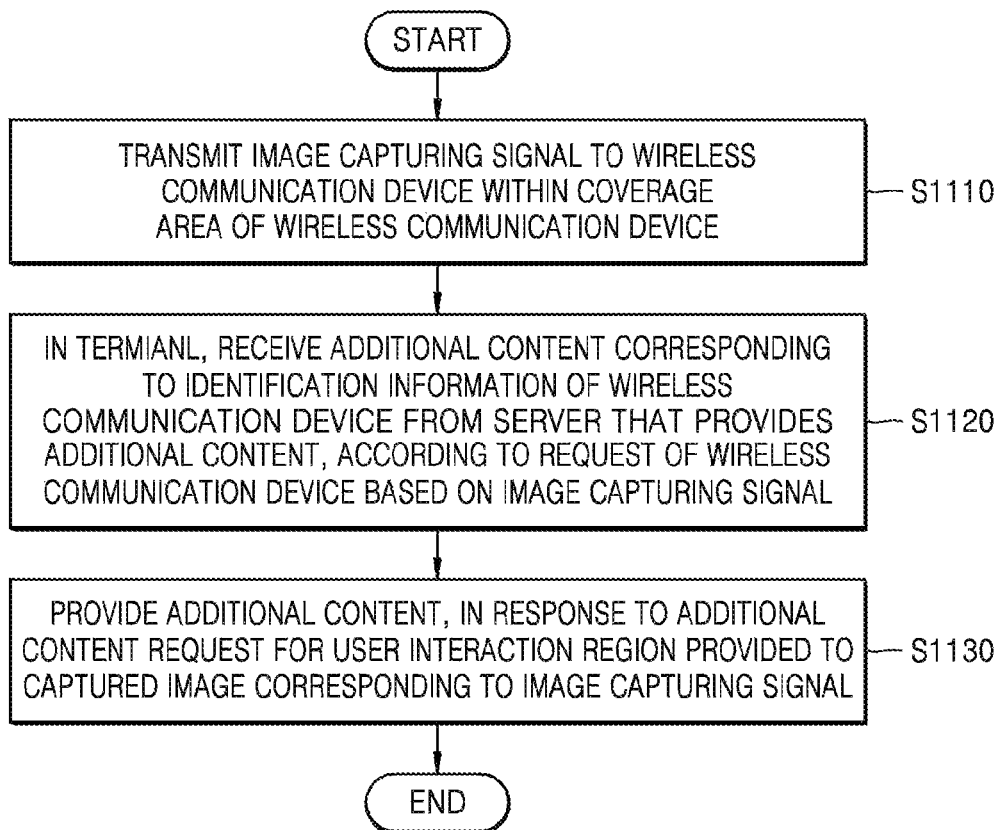 START
TRANSMIT IMAGE CAPTURING SIGNAL TO WIRELESS
COMMUNICATION DEVICE WITHIN COVERAGE
AREA OF WIRELESS COMMUNICATION DEVICE
S1110
IN TERMIANL, RECEIVE ADDITIONAL CONTENT CORRESPONDING
TO IDENTIFICATION INFORMATION OF WIRELESS
COMMUNICATION DEVICE FROM SERVER THAT PROVIDES
ADDITIONAL CONTENT, ACCORDING TO REQUEST OF WIRELESS
COMMUNICATION DEVICE BASED ON IMAGE CAPTURING SIGNAL
S1120
PROVIDE ADDITIONAL CONTENT, IN RESPONSE TO ADDITIONAL
CONTENT REQUEST FOR USER INTERACTION REGION PROVIDED TO
CAPTURED IMAGE CORRESPONDING TO IMAGE CAPTURING SIGNAL
S1130
END